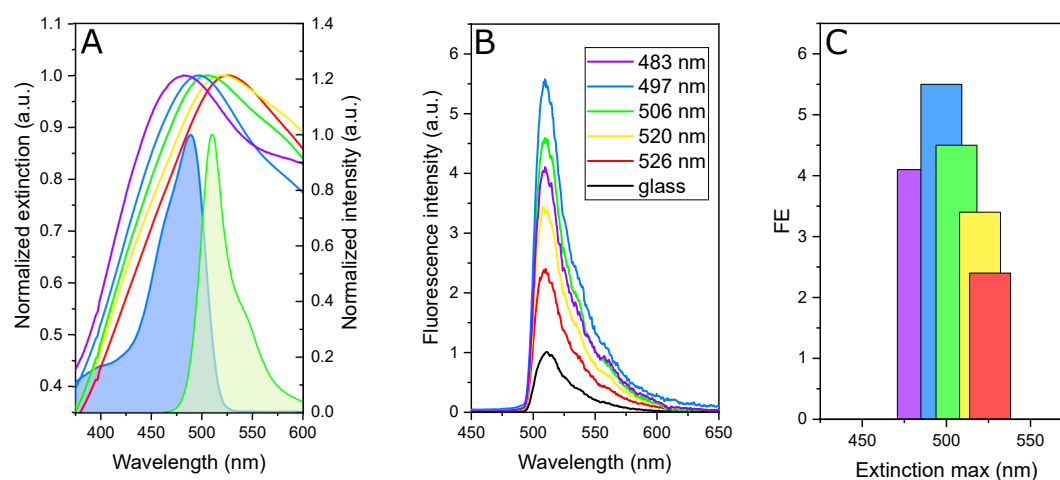 A
Normalized extinction (a.u.)
1.1
1.0
0.9
0.8
0.7
0.6
0.5
0.4
400
450
500
550
600
Wavelength (nm)
1.4
1.2
1.0
0.8
0.6
0.4
0.2
0.0
Normalized intensity (a.u.)
B
Fluorescence intensity (a.u.)
6
5
4
3
2
1
0
450
500
550
600
650
Wavelength (nm)
483 nm
497 nm
506 nm
520 nm
526 nm
glass
C
FE
6
5
4
3
2
1
0
450
500
550
Extinction max (nm)